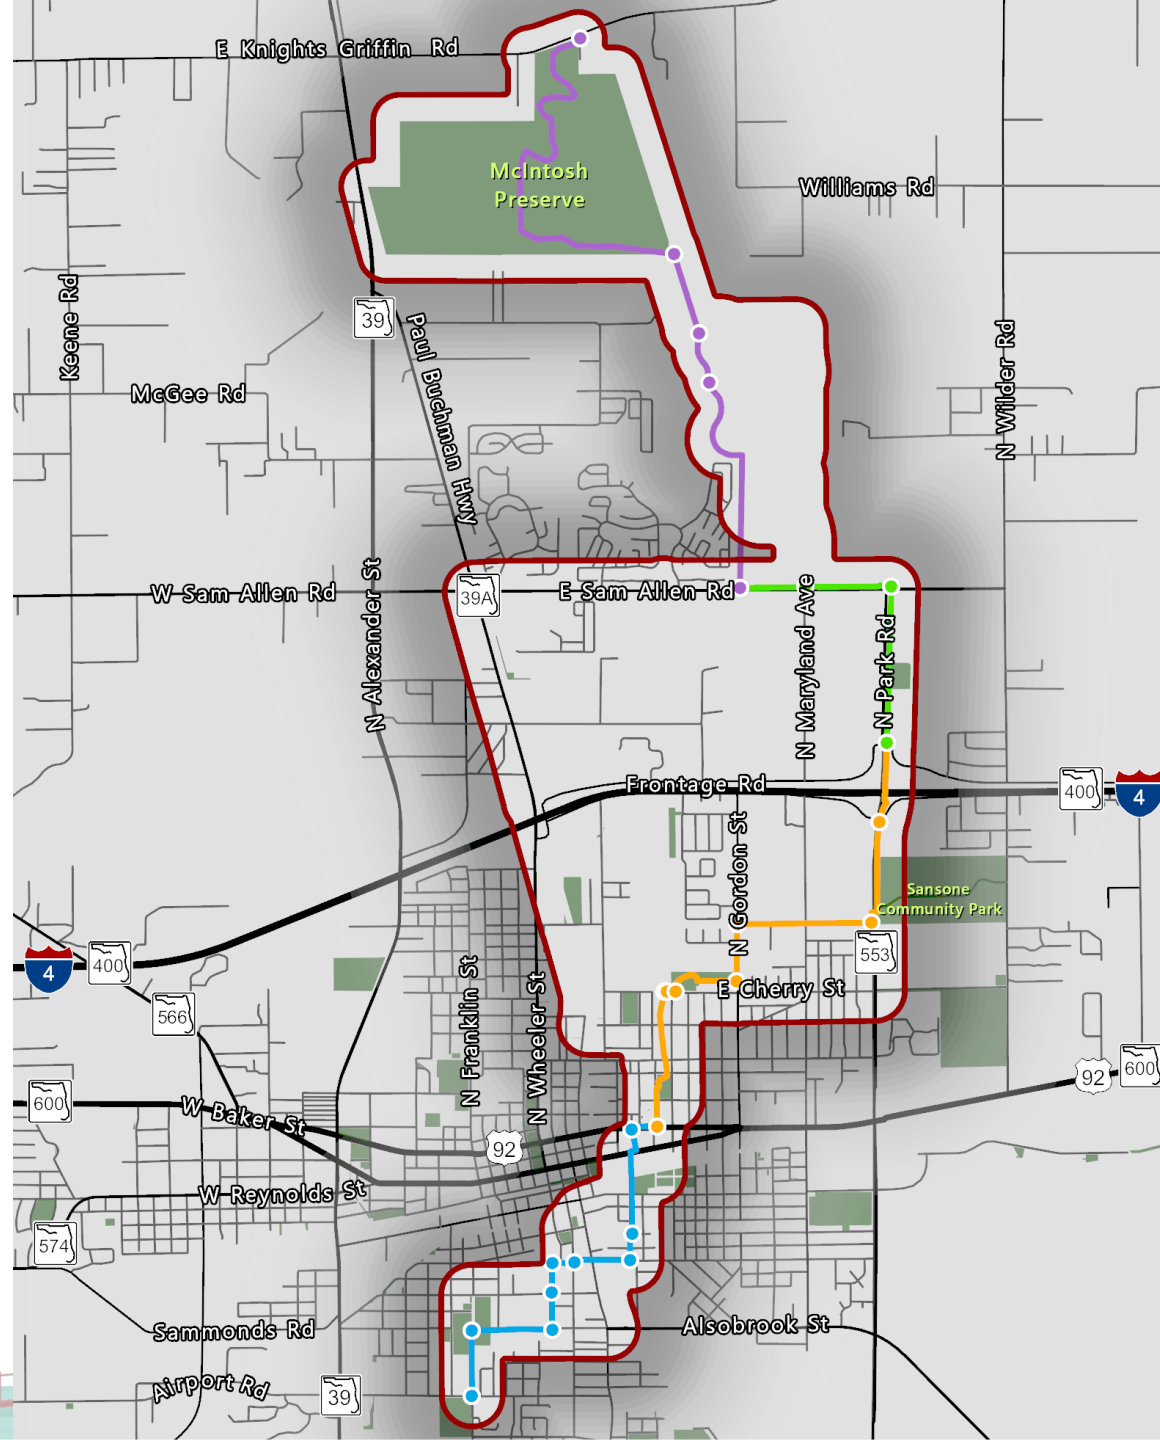 E Knights Griffin Rd
McIntosh
Preserve
Williams Rd
Keene Rd
39
Paul Buchman Hwy
N Wilder Rd
McGee Rd
W Sam Allen Rd
39A
E Sam Allen Rd
N Alexander St
N Maryland Ave
N Park Rd
Frontage Rd
400
4
N Gordon St
Sansone
Community Park
553
4
400
566
N Franklin St
N Wheeler St
E Cherry St
600
92
600
W Baker St
92
W Reynolds St
574
Sammonds Rd
Alsobrook St
Airport Rd
39